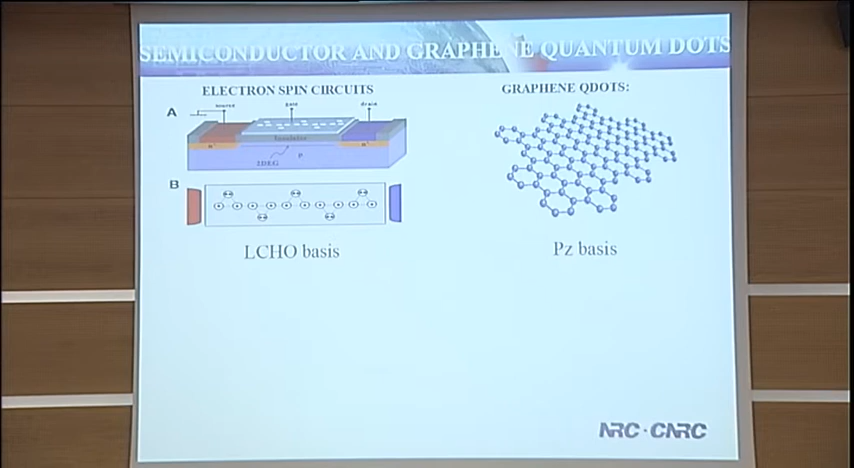 SEMICONDUCTOR AND GRAPHENE QUANTUM DOTS
ELECTRON SPIN CIRCUITS
GRAPHENE QDOTS:
A
source
gate
drain
Insulator
n+
n+
2DEG
P
B
LCHO basis
Pz basis
NRC·CNRC